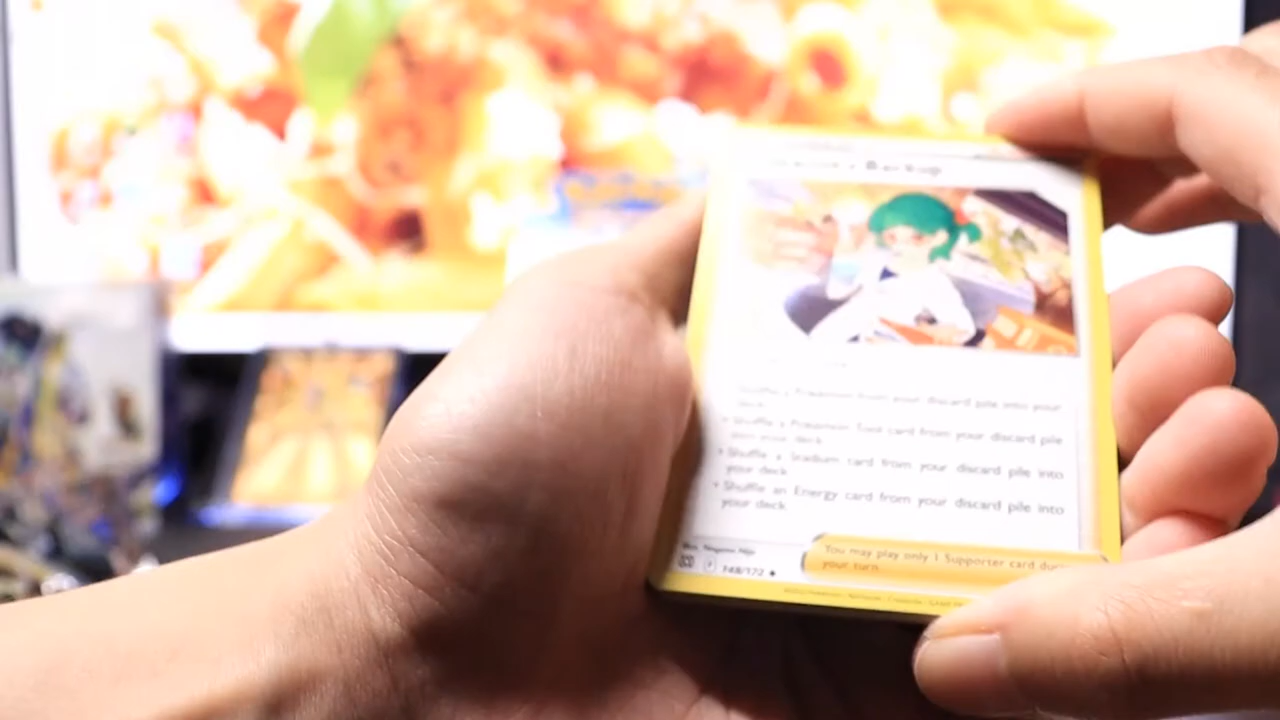 Backup
Shuffle a Pokémon from your discard pile into your
deck
• Shuffle a Pokémon Tool card from your discard pile
into your deck
• Shuffle a Stadium card from your discard pile into
your deck
• Shuffle an Energy card from your discard pile into
your deck
You may play only 1 Supporter card
your turn.
148/172